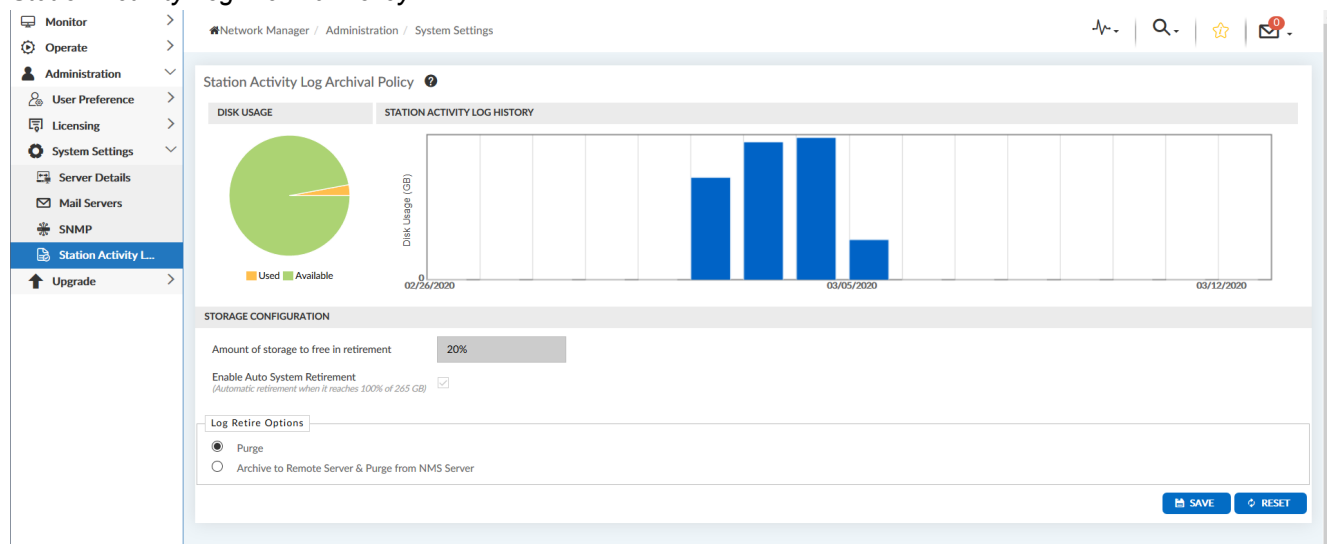 Monitor
Operate
Administration
User Preference
Licensing
System Settings
Server Details
Mail Servers
SNMP
Station Activity L...
Upgrade
Network Manager / Administration / System Settings
0
Station Activity Log Archival Policy ?
DISK USAGE
STATION ACTIVITY LOG HISTORY
Used Available
Disk Usage (GB)
0
02/26/2020 03/05/2020 03/12/2020
STORAGE CONFIGURATION
Amount of storage to free in retirement 20%
Enable Auto System Retirement
(Automatic retirement when it reaches 100% of 265 GB)
Log Retire Options
Purge
Archive to Remote Server & Purge from NMS Server
SAVE RESET